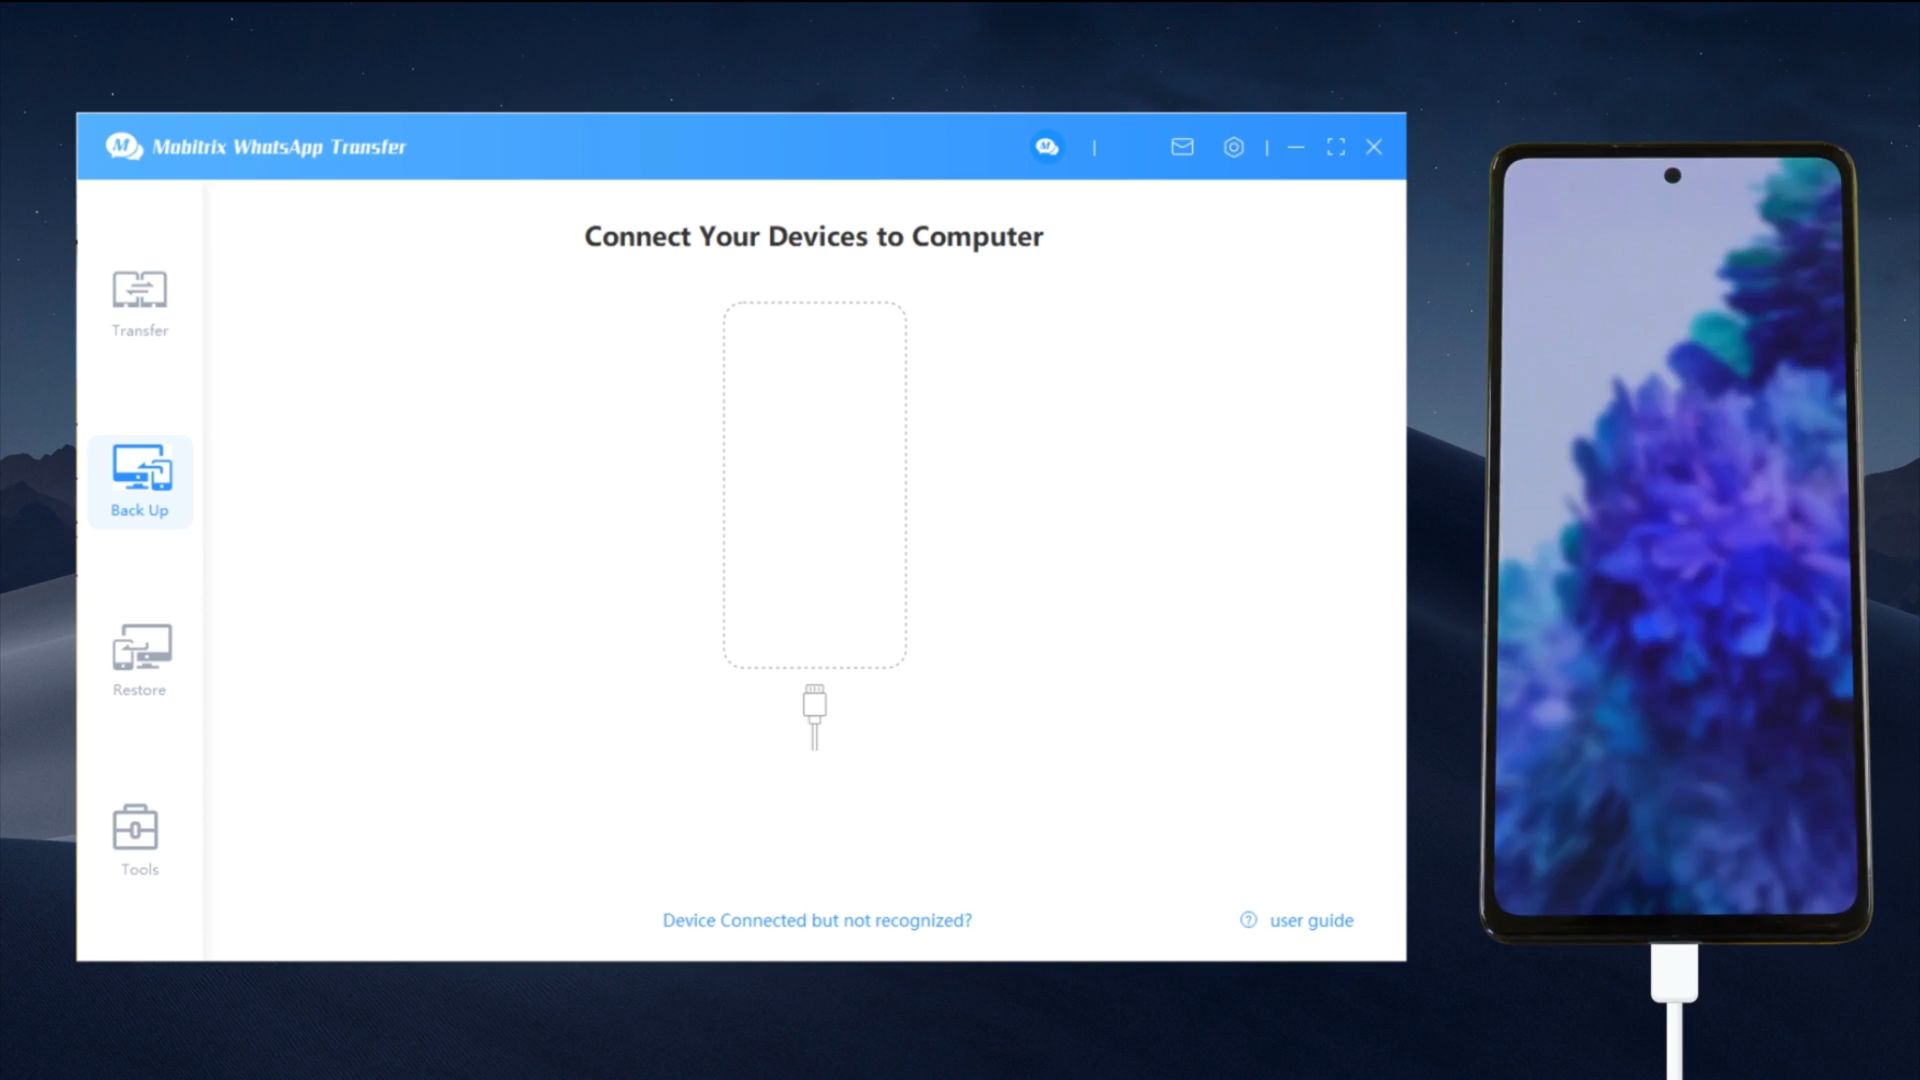 Mobitrix WhatsApp Transfer
Connect Your Devices to Computer
Transfer
Back Up
Restore
Tools
Device Connected but not recognized?
user guide